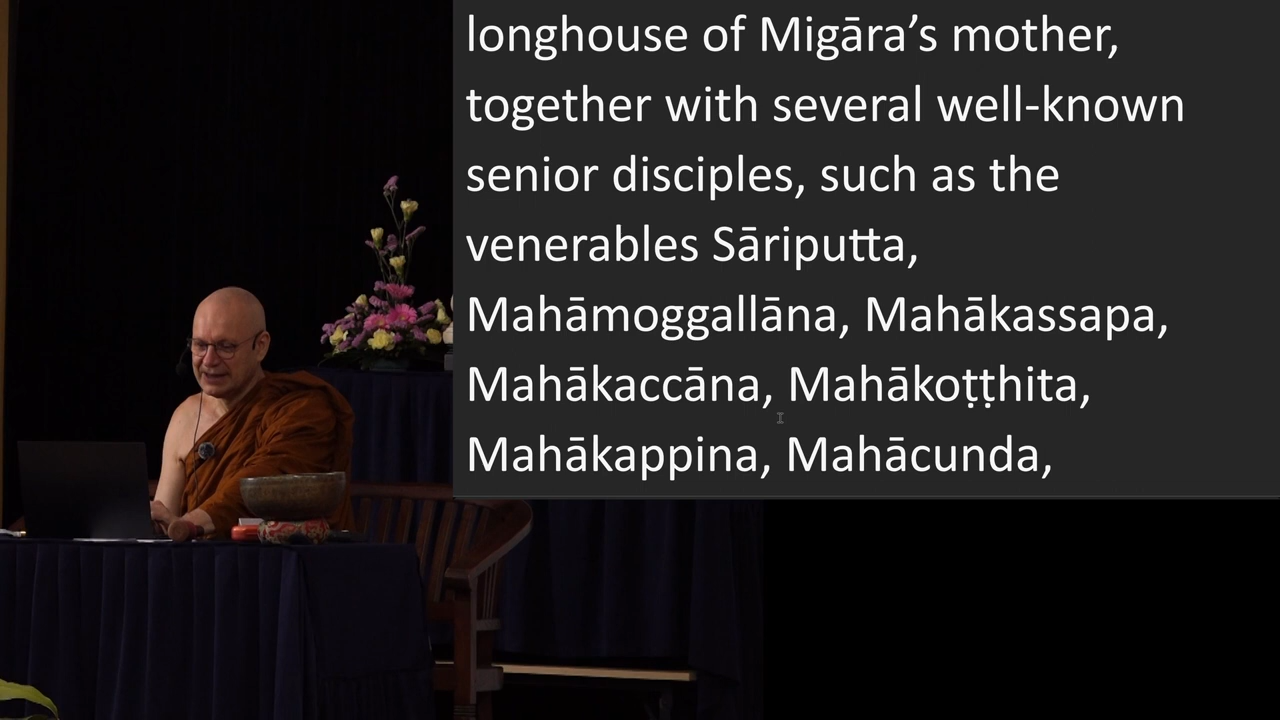 longhouse of Migāra’s mother,
together with several well-known
senior disciples, such as the
venerables Sāriputta,
Mahāmoggallāna, Mahākassapa,
Mahākaccāna, Mahākoṭṭhita,
Mahākappina, Mahācunda,